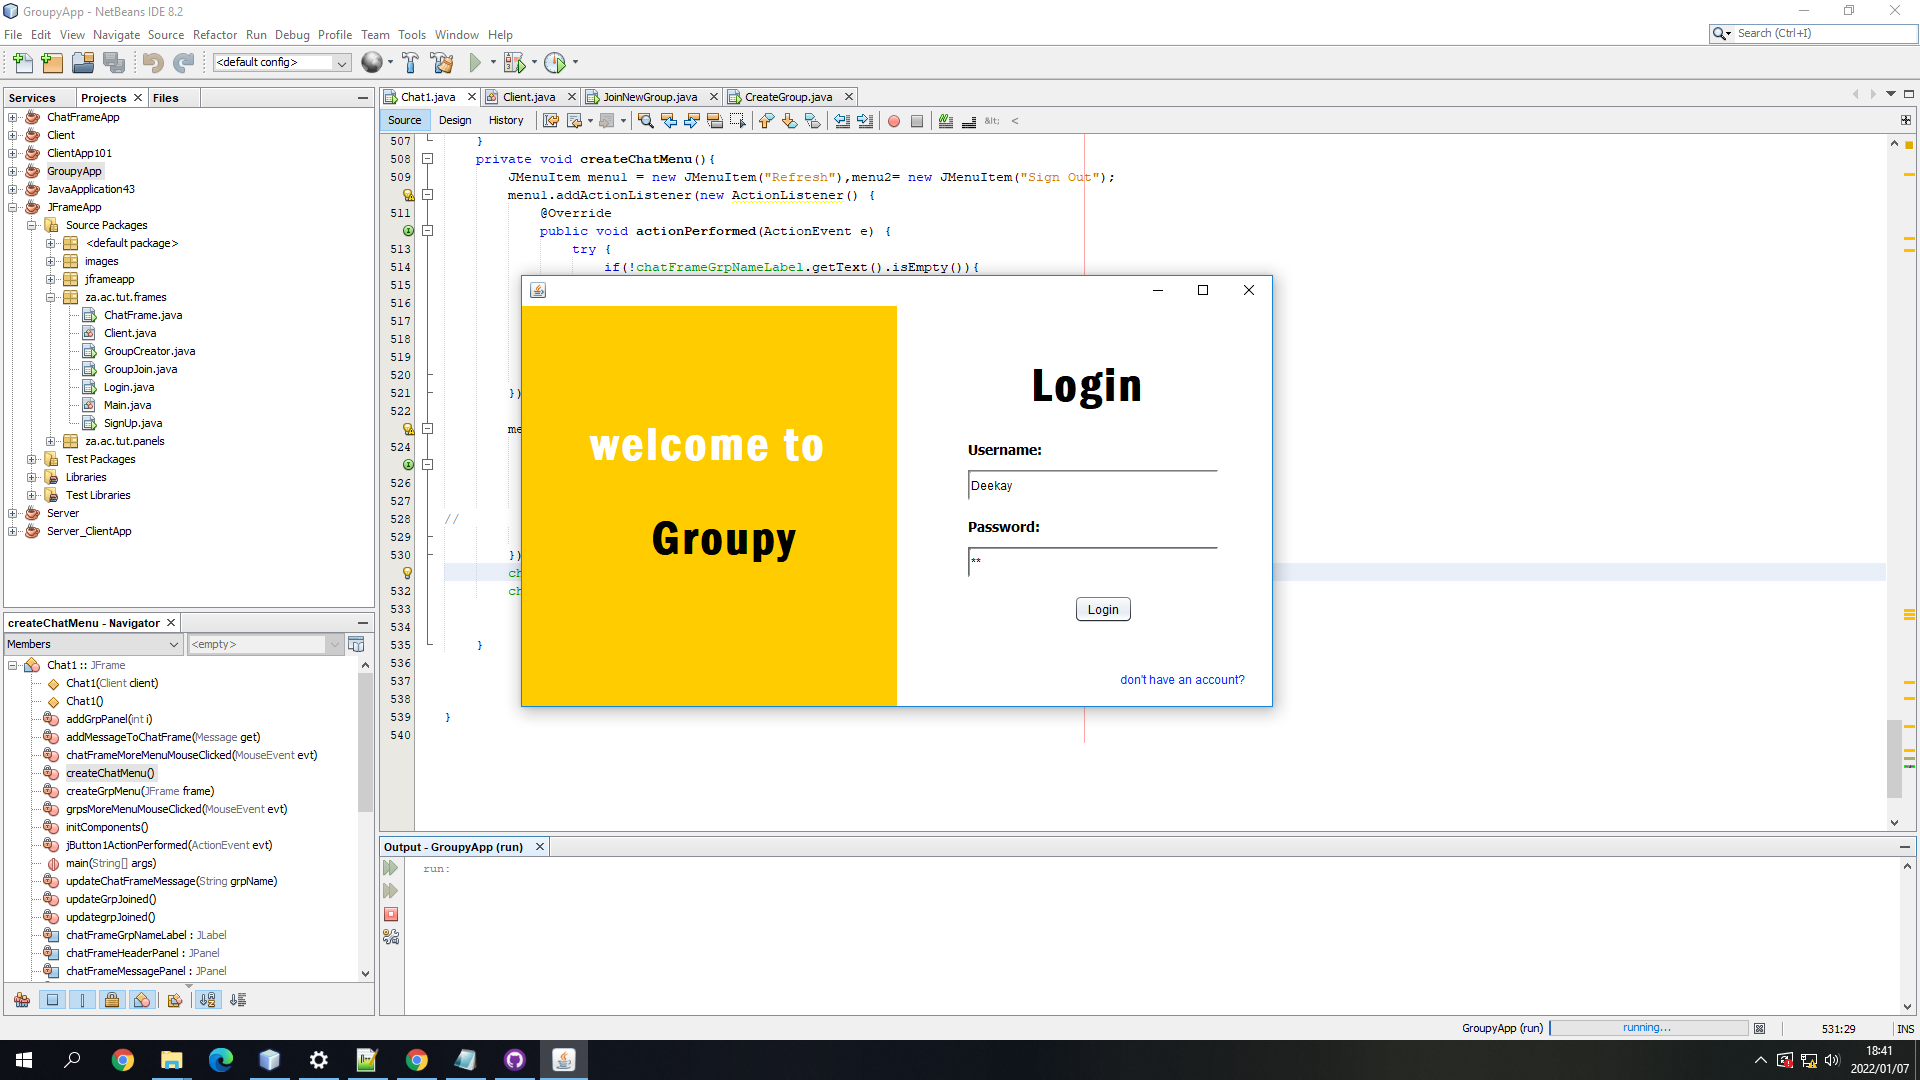 GroupyApp - NetBeans IDE 8.2
File Edit View Navigate Source Refactor Run Debug Profile Team Tools Window Help
Search (Ctrl+I)
<default config>
Services Projects Files
ChatFrameApp
Client
ClientApp101
GroupyApp
JavaApplication43
JFrameApp
Source Packages
<default package>
images
jframeapp
za.ac.tut.frames
ChatFrame.java
Client.java
GroupCreator.java
GroupJoin.java
Login.java
Main.java
SignUp.java
za.ac.tut.panels
Test Packages
Libraries
Test Libraries
Server
Server_ClientApp
createChatMenu - Navigator
Members <empty>
Chat1 :: JFrame
Chat1(Client client)
Chat1()
addGrpPanel(int i)
addMessageToChatFrame(Message get)
chatFrameMoreMenuMouseClicked(MouseEvent evt)
createChatMenu()
createGrpMenu(JFrame frame)
grpsMoreMenuMouseClicked(MouseEvent evt)
initComponents()
jButton1ActionPerformed(ActionEvent evt)
main(String[] args)
updateChatFrameMessage(String grpName)
updateGrpJoined()
updategrpJoined()
chatFrameGrpNameLabel : JLabel
chatFrameHeaderPanel : JPanel
chatFrameMessagePanel : JPanel
Chat1.java Client.java JoinNewGroup.java CreateGroup.java
Source Design History
&lt; <
507 }
508 private void createChatMenu(){
509 JMenuItem menu1 = new JMenuItem("Refresh"),menu2= new JMenuItem("Sign Out");
menu1.addActionListener(new ActionListener() {
511 @Override
public void actionPerformed(ActionEvent e) {
513 try {
514 if(!chatFrameGrpNameLabel.getText().isEmpty()){
515
516
517
518
519
520
521 })
522
me
524
526
527
528 //
529
530 })
ch
532 ch
533
534
535 }
536
537
538
539 }
540
welcome to
Groupy
Login
Username:
Deekay
Password:
**
Login
don't have an account?
Output - GroupyApp (run)
run:
GroupyApp (run) running... 531:29 INS
18:41
2022/01/07